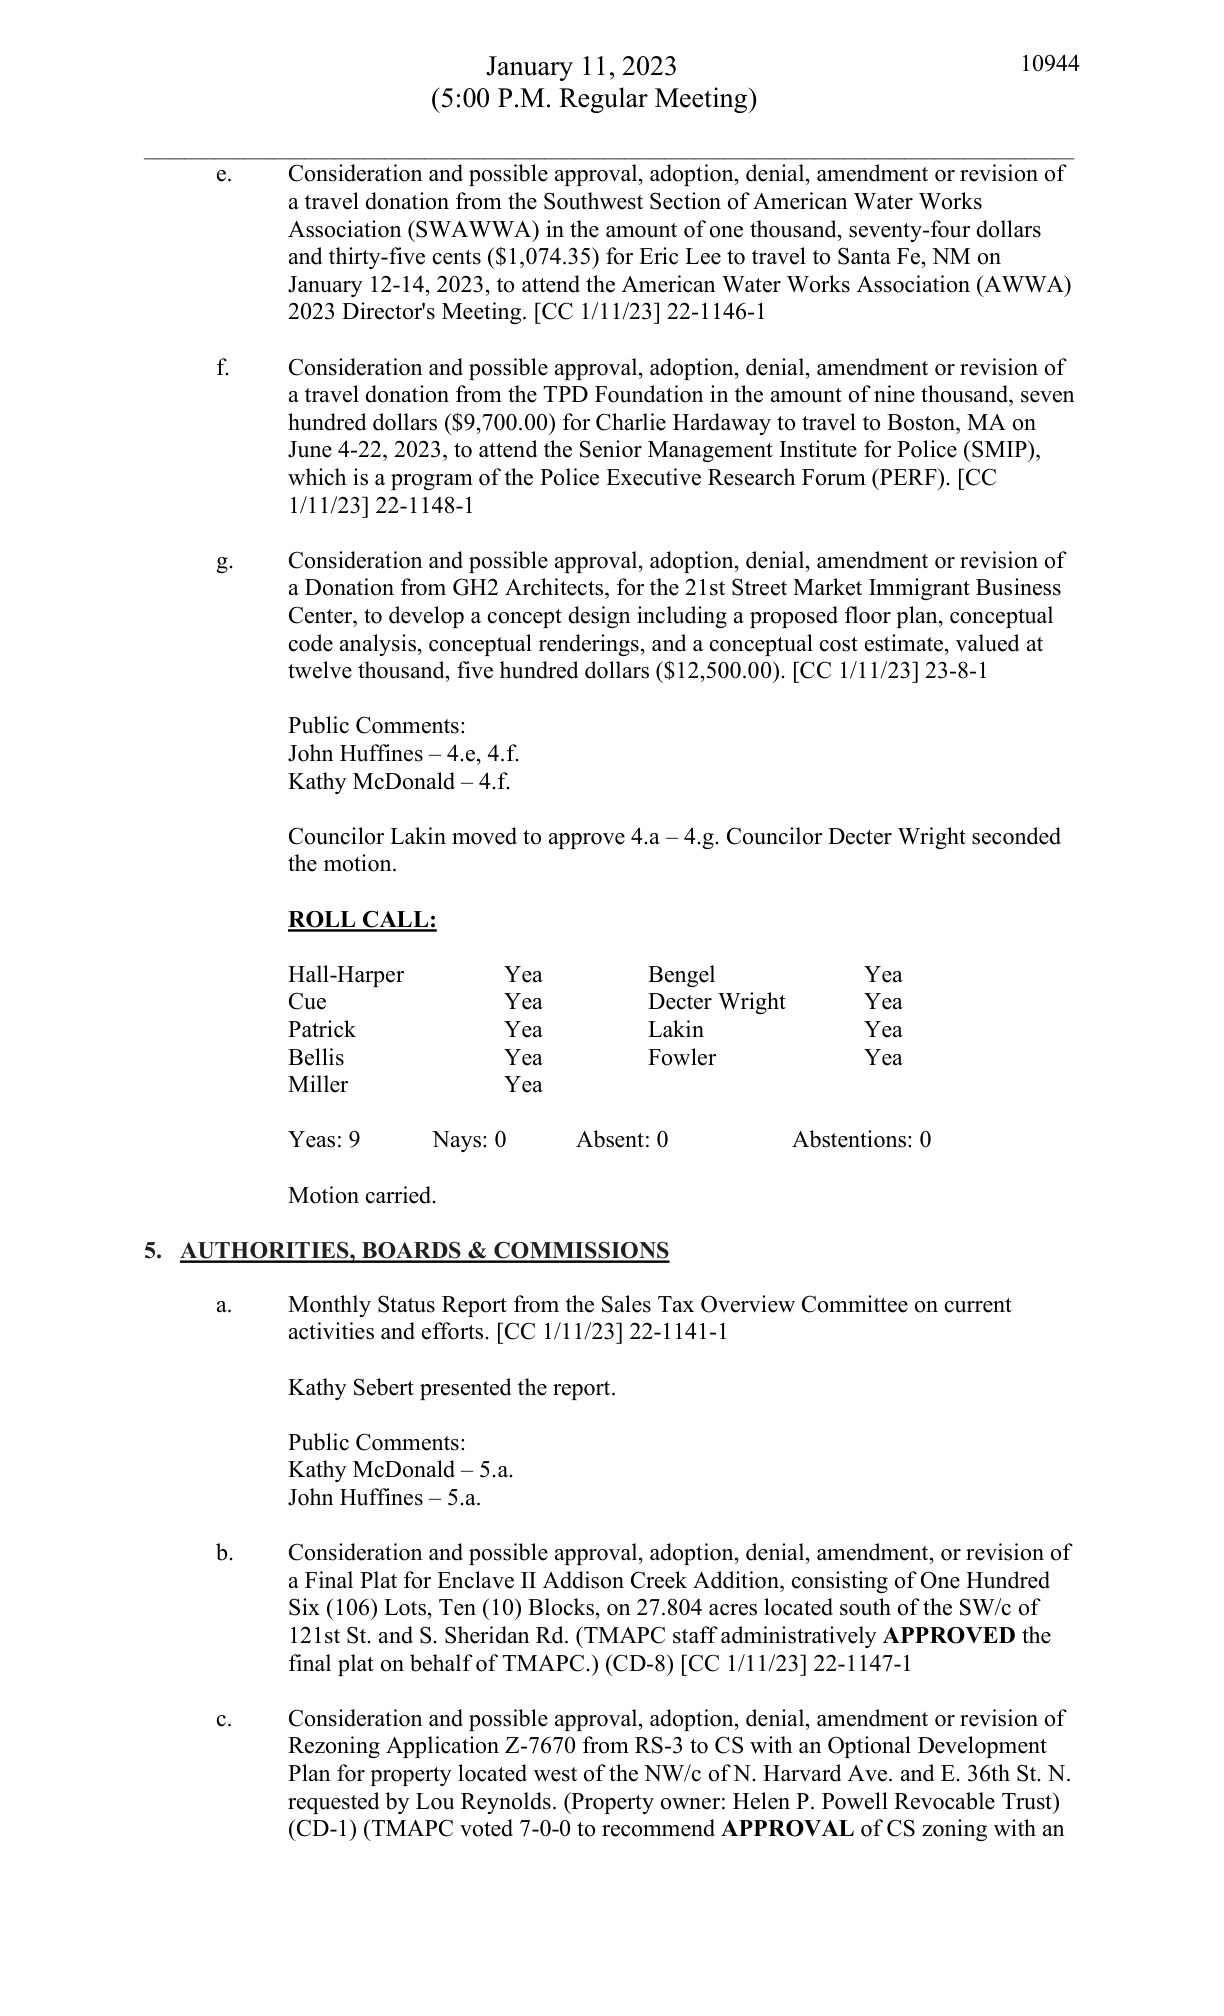 January 11, 2023
10944
(5:00 P.M. Regular Meeting)
e. Consideration and possible approval, adoption, denial, amendment or revision of
a travel donation from the Southwest Section of American Water Works
Association (SWAWWA) in the amount of one thousand, seventy-four dollars
and thirty-five cents ($1,074.35) for Eric Lee to travel to Santa Fe, NM on
January 12-14, 2023, to attend the American Water Works Association (AWWA)
2023 Director's Meeting. [CC 1/11/23] 22-1146-1
f. Consideration and possible approval, adoption, denial, amendment or revision of
a travel donation from the TPD Foundation in the amount of nine thousand, seven
hundred dollars ($9,700.00) for Charlie Hardaway to travel to Boston, MA on
June 4-22, 2023, to attend the Senior Management Institute for Police (SMIP),
which is a program of the Police Executive Research Forum (PERF). [CC
1/11/23] 22-1148-1
g. Consideration and possible approval, adoption, denial, amendment or revision of
a Donation from GH2 Architects, for the 21st Street Market Immigrant Business
Center, to develop a concept design including a proposed floor plan, conceptual
code analysis, conceptual renderings, and a conceptual cost estimate, valued at
twelve thousand, five hundred dollars ($12,500.00). [CC 1/11/23] 23-8-1
Public Comments:
John Huffines – 4.e, 4.f.
Kathy McDonald – 4.f.
Councilor Lakin moved to approve 4.a – 4.g. Councilor Decter Wright seconded
the motion.
ROLL CALL:
Hall-Harper Yea Bengel Yea
Cue Yea Decter Wright Yea
Patrick Yea Lakin Yea
Bellis Yea Fowler Yea
Miller Yea
Yeas: 9 Nays: 0 Absent: 0 Abstentions: 0
Motion carried.
5. AUTHORITIES, BOARDS & COMMISSIONS
a. Monthly Status Report from the Sales Tax Overview Committee on current
activities and efforts. [CC 1/11/23] 22-1141-1
Kathy Sebert presented the report.
Public Comments:
Kathy McDonald – 5.a.
John Huffines – 5.a.
b. Consideration and possible approval, adoption, denial, amendment, or revision of
a Final Plat for Enclave II Addison Creek Addition, consisting of One Hundred
Six (106) Lots, Ten (10) Blocks, on 27.804 acres located south of the SW/c of
121st St. and S. Sheridan Rd. (TMAPC staff administratively APPROVED the
final plat on behalf of TMAPC.) (CD-8) [CC 1/11/23] 22-1147-1
c. Consideration and possible approval, adoption, denial, amendment or revision of
Rezoning Application Z-7670 from RS-3 to CS with an Optional Development
Plan for property located west of the NW/c of N. Harvard Ave. and E. 36th St. N.
requested by Lou Reynolds. (Property owner: Helen P. Powell Revocable Trust)
(CD-1) (TMAPC voted 7-0-0 to recommend APPROVAL of CS zoning with an